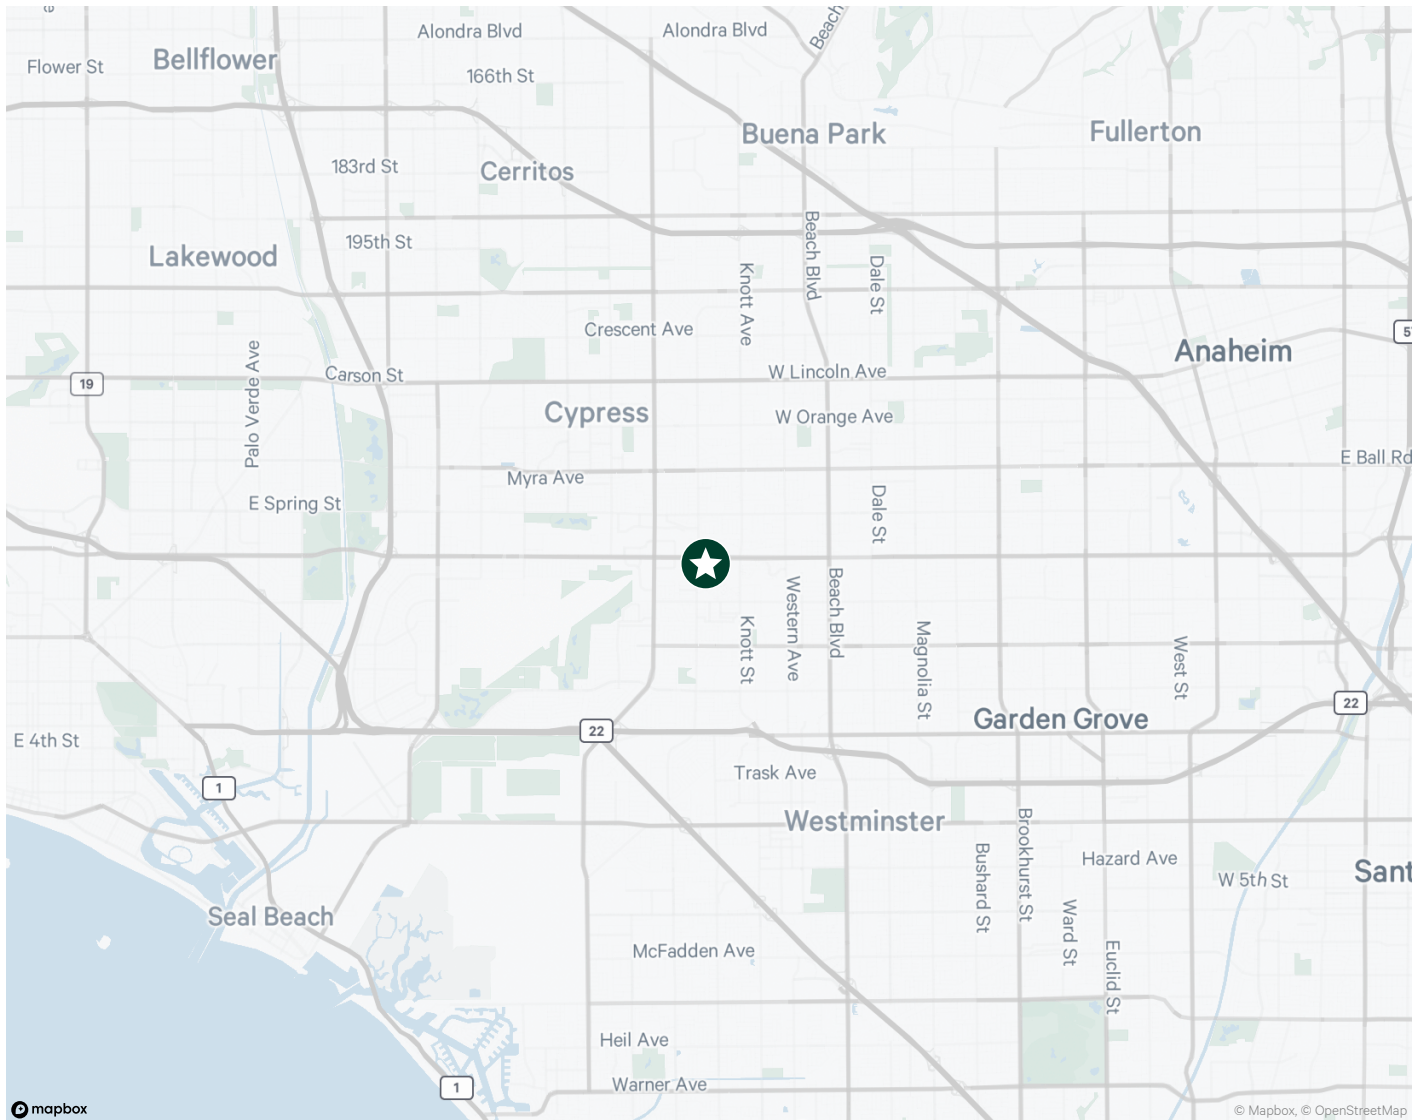 Alondra Blvd
Alondra Blvd
Beach
Flower St
Bellflower
166th St
Buena Park
Fullerton
183rd St
Cerritos
195th St
Lakewood
Beach Blvd
Knott Ave
Dale St
Crescent Ave
5
Anaheim
19
Palo Verde Ave
Carson St
W Lincoln Ave
Cypress
W Orange Ave
E Ball Rd
Myra Ave
E Spring St
Dale St
Western Ave
Beach Blvd
Knott St
Magnolia St
West St
22
22
Garden Grove
E 4th St
1
Trask Ave
Westminster
Brookhurst St
Bushard St
Hazard Ave
W 5th St
Sant
Seal Beach
Ward St
McFadden Ave
Euclid St
Heil Ave
Warner Ave
1
mapbox
© Mapbox, © OpenStreetMap